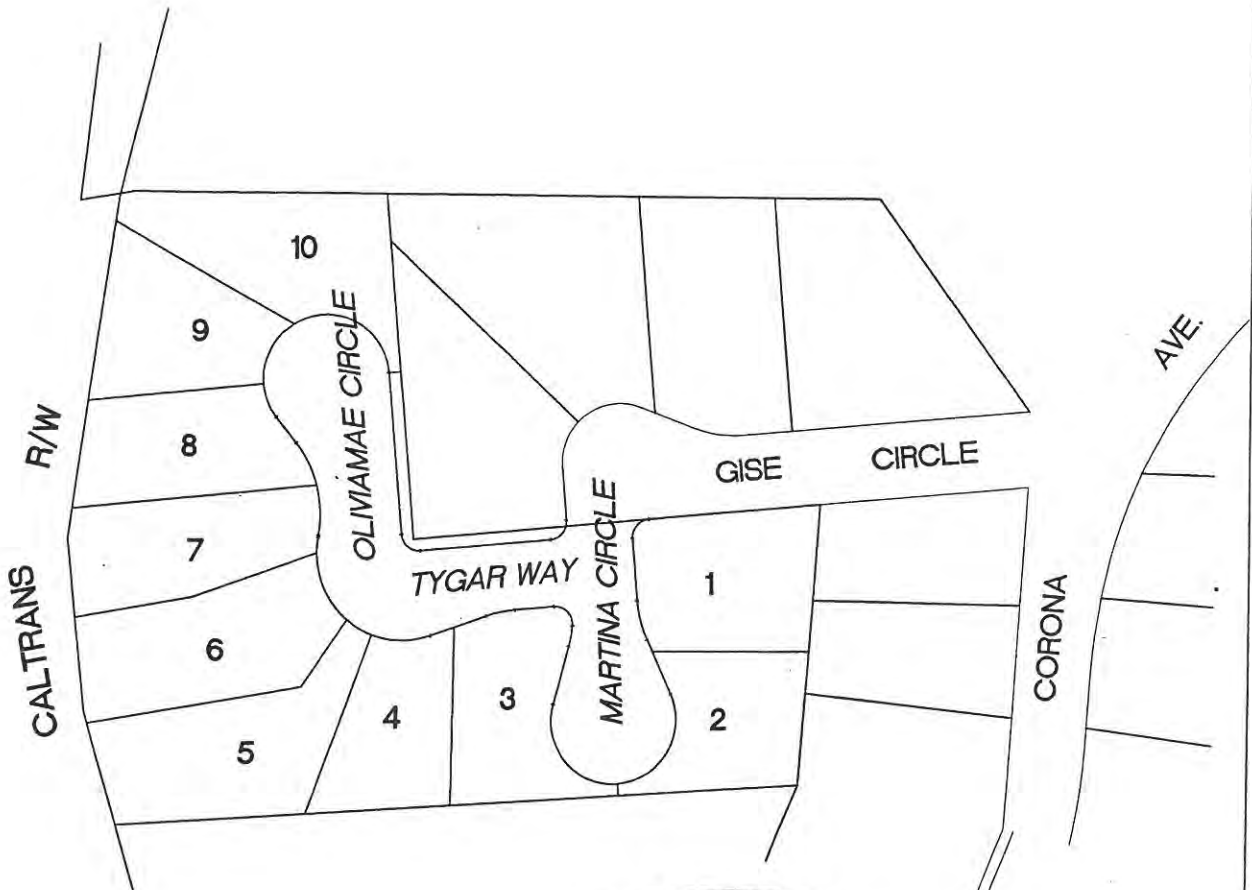 10
9
8
7
6
5
4
3
2
1
OLIVIAMAE CIRCLE
TYGAR WAY
MARTINA CIRCLE
GISE CIRCLE
CORONA AVE.
CALTRANS R/W